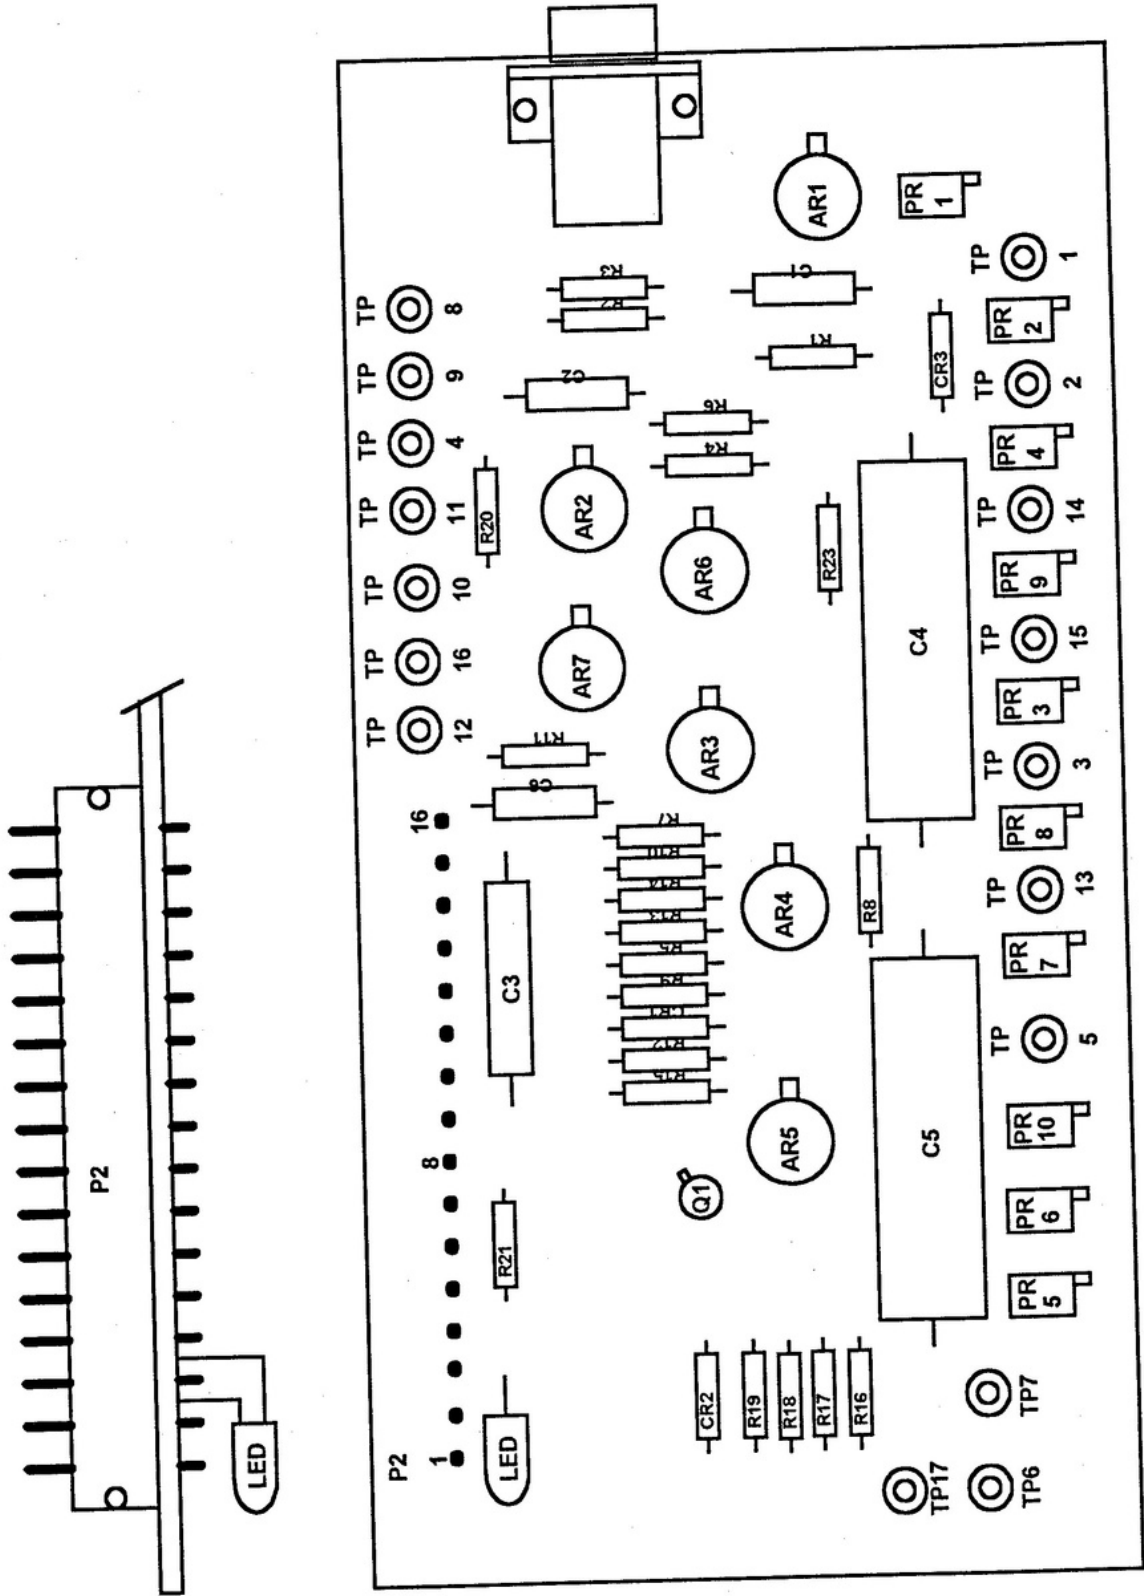 P2
LED
P2
1
8
16
TP
12
TP
16
TP
10
TP
11
TP
4
TP
9
TP
8
LED
R21
C3
R11
R20
AR7
AR2
C2
R2
R3
Q1
R15
R12
CR1
R9
R5
R13
R14
R10
R7
AR3
AR6
R4
R6
CR2
R19
R18
R17
R16
AR5
AR4
R8
R23
R1
C1
AR1
C5
C4
CR3
PR
1
TP17
TP6
TP7
PR
5
PR
6
PR
10
TP
5
PR
7
TP
13
PR
8
TP
3
PR
3
TP
15
PR
9
TP
14
PR
4
TP
2
PR
2
TP
1